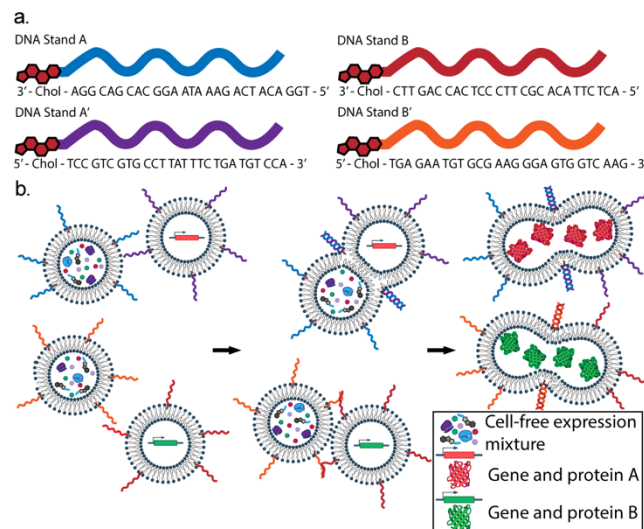 a.
DNA Stand A
3' - Chol - AGG CAG CAC GGA ATA AAG ACT ACA GGT - 5'
DNA Stand B
3' - Chol - CTT GAC CAC TCC CTT CGC ACA TTC TCA - 5'
DNA Stand A'
5' - Chol - TCC GTC GTG CCT TAT TTC TGA TGT CCA - 3'
DNA Stand B'
5' - Chol - TGA GAA TGT GCG AAG GGA GTG GTC AAG - 3
b.
Cell-free expression
mixture
Gene and protein A
Gene and protein B